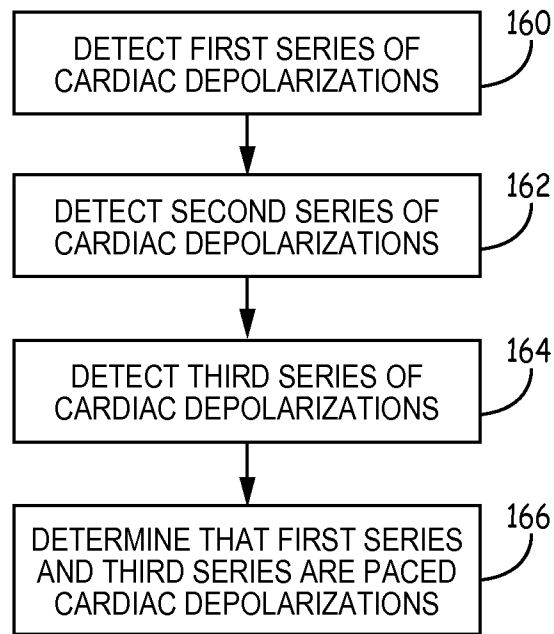 DETECT FIRST SERIES OF
CARDIAC DEPOLARIZATIONS
160
DETECT SECOND SERIES OF
CARDIAC DEPOLARIZATIONS
162
DETECT THIRD SERIES OF
CARDIAC DEPOLARIZATIONS
164
DETERMINE THAT FIRST SERIES
AND THIRD SERIES ARE PACED
CARDIAC DEPOLARIZATIONS
166